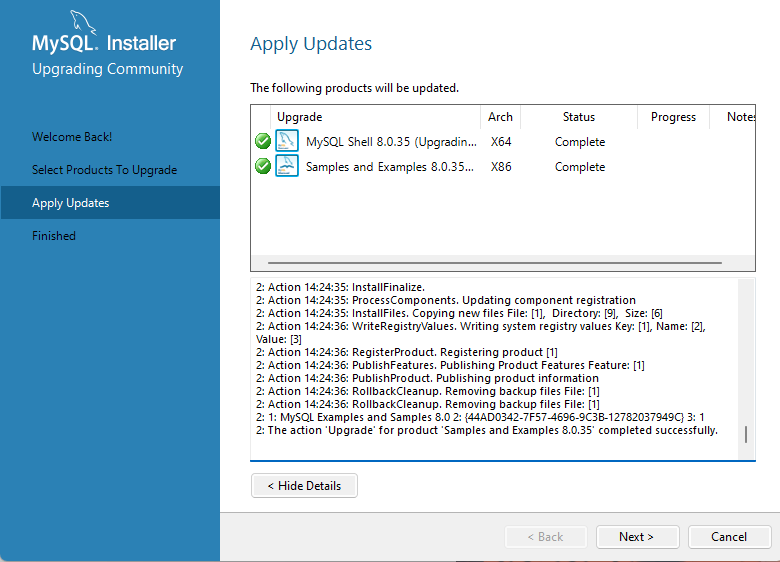 MySQL. Installer
Upgrading Community
Welcome Back!
Select Products To Upgrade
Apply Updates
Finished
Apply Updates
The following products will be updated.
Upgrade Arch Status Progress Notes
MySQL Shell 8.0.35 (Upgradin... X64 Complete
Samples and Examples 8.0.35... X86 Complete
2: Action 14:24:35: InstallFinalize.
2: Action 14:24:35: ProcessComponents. Updating component registration
2: Action 14:24:35: InstallFiles. Copying new files File: [1],  Directory: [9],  Size: [6]
2: Action 14:24:36: WriteRegistryValues. Writing system registry values Key: [1], Name: [2],
Value: [3]
2: Action 14:24:36: RegisterProduct. Registering product [1]
2: Action 14:24:36: PublishFeatures. Publishing Product Features Feature: [1]
2: Action 14:24:36: PublishProduct. Publishing product information
2: Action 14:24:36: RollbackCleanup. Removing backup files File: [1]
2: Action 14:24:36: RollbackCleanup. Removing backup files File: [1]
2: 1: MySQL Examples and Samples 8.0 2: {44AD0342-7F57-4696-9C3B-12782037949C} 3: 1
2: The action 'Upgrade' for product 'Samples and Examples 8.0.35' completed successfully.
< Hide Details
< Back Next > Cancel